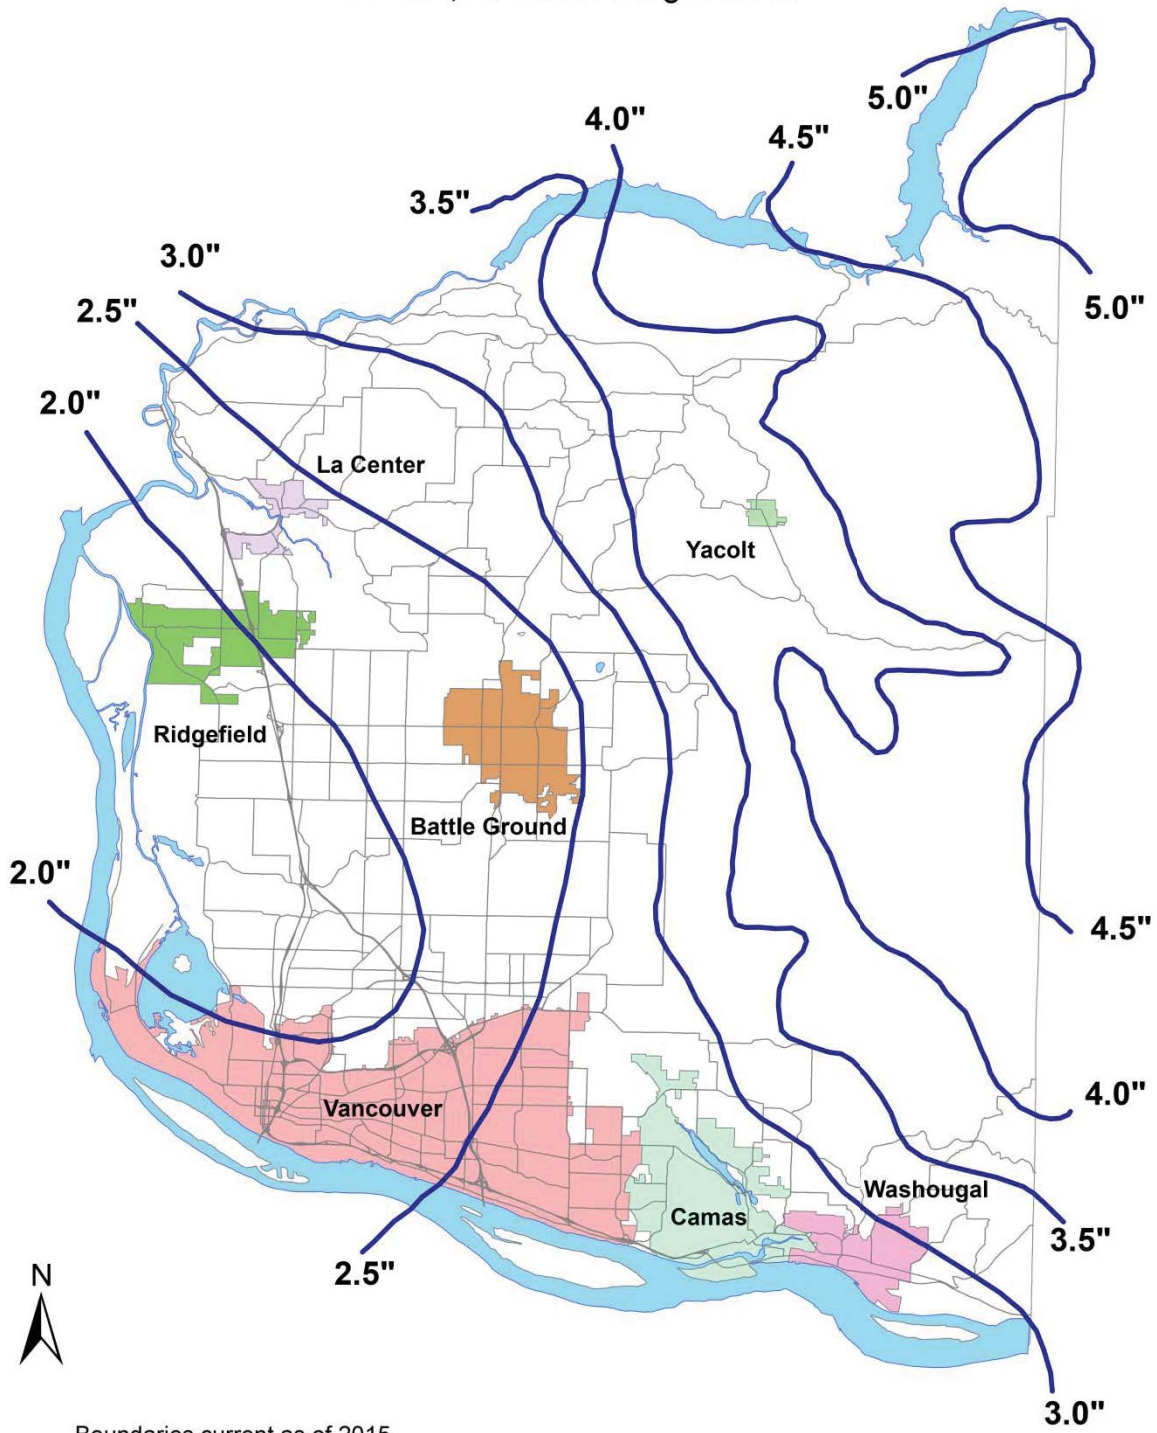 5.0"
4.0"
4.5"
3.5"
3.0"
5.0"
2.5"
2.0"
La Center
Yacolt
Ridgefield
Battle Ground
2.0"
4.5"
4.0"
Vancouver
Washougal
Camas
3.5"
2.5"
N
3.0"
Boundaries current as of 2015